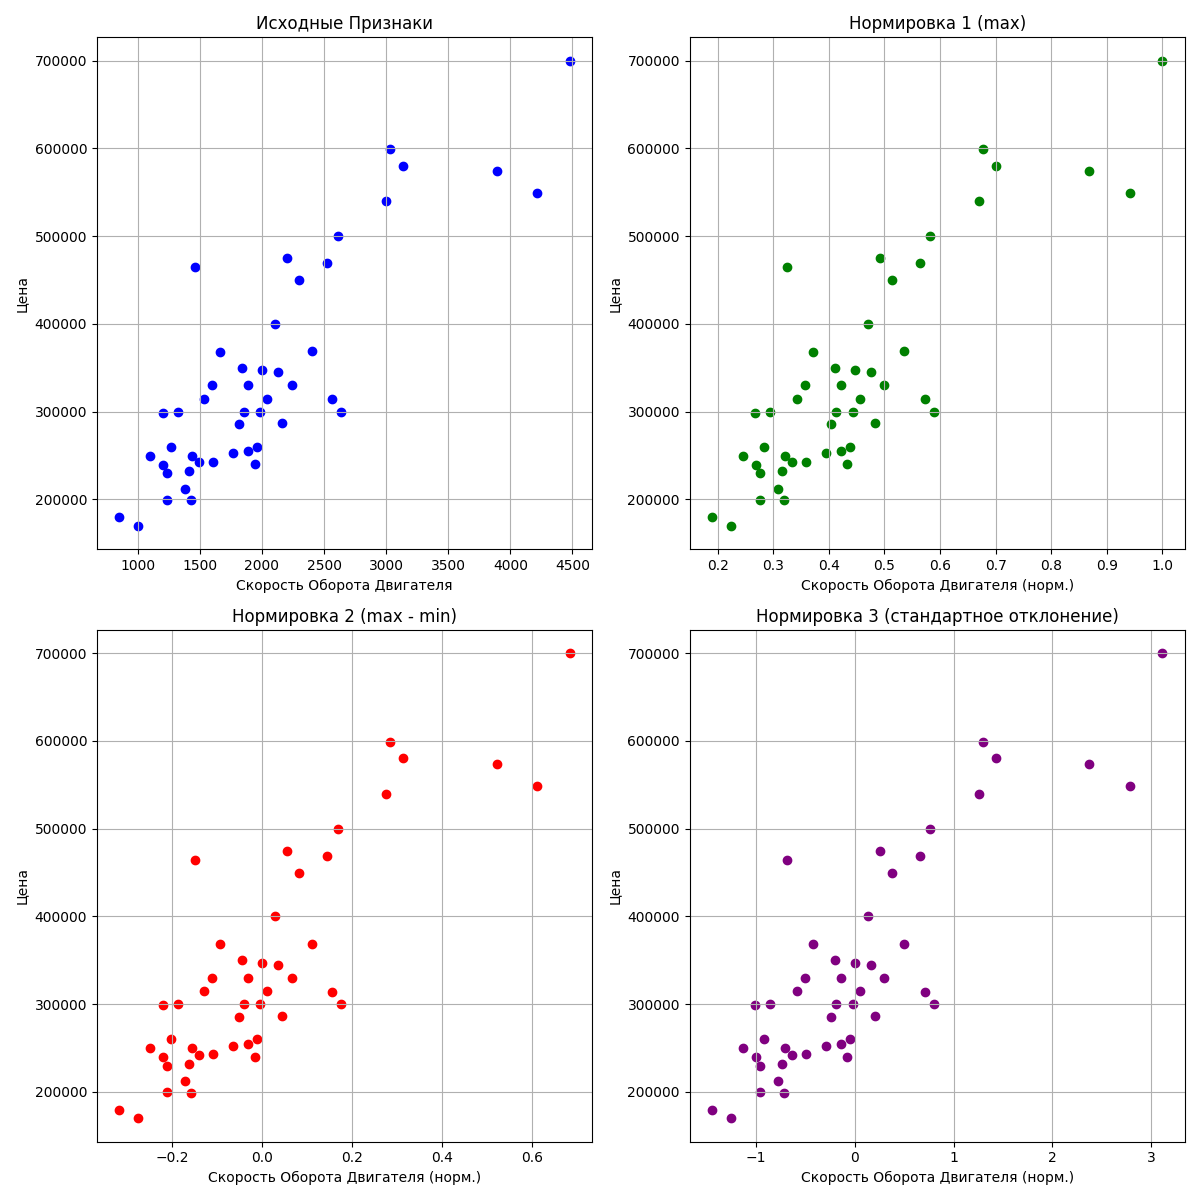 Исходные Признаки
700000
600000
500000
400000
300000
200000
Цена
1000 1500 2000 2500 3000 3500 4000 4500
Скорость Оборота Двигателя
Нормировка 1 (max)
700000
600000
500000
400000
300000
200000
Цена
0.2 0.3 0.4 0.5 0.6 0.7 0.8 0.9 1.0
Скорость Оборота Двигателя (норм.)
Нормировка 2 (max - min)
700000
600000
500000
400000
300000
200000
Цена
−0.2 0.0 0.2 0.4 0.6
Скорость Оборота Двигателя (норм.)
Нормировка 3 (стандартное отклонение)
700000
600000
500000
400000
300000
200000
Цена
−1 0 1 2 3
Скорость Оборота Двигателя (норм.)